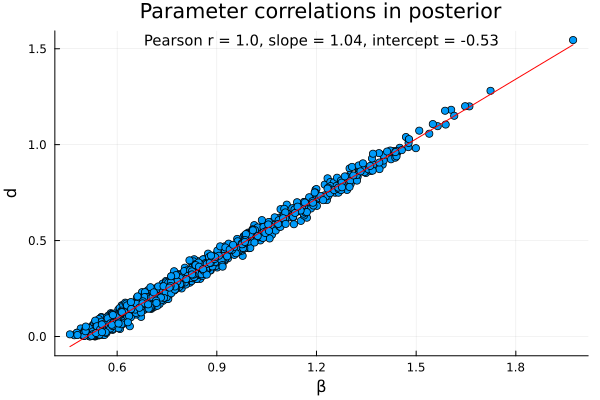 Parameter correlations in posterior
Pearson r = 1.0, slope = 1.04, intercept = -0.53
1.5
1.0
d
0.5
0.0
0.6 0.9 1.2 1.5 1.8
β